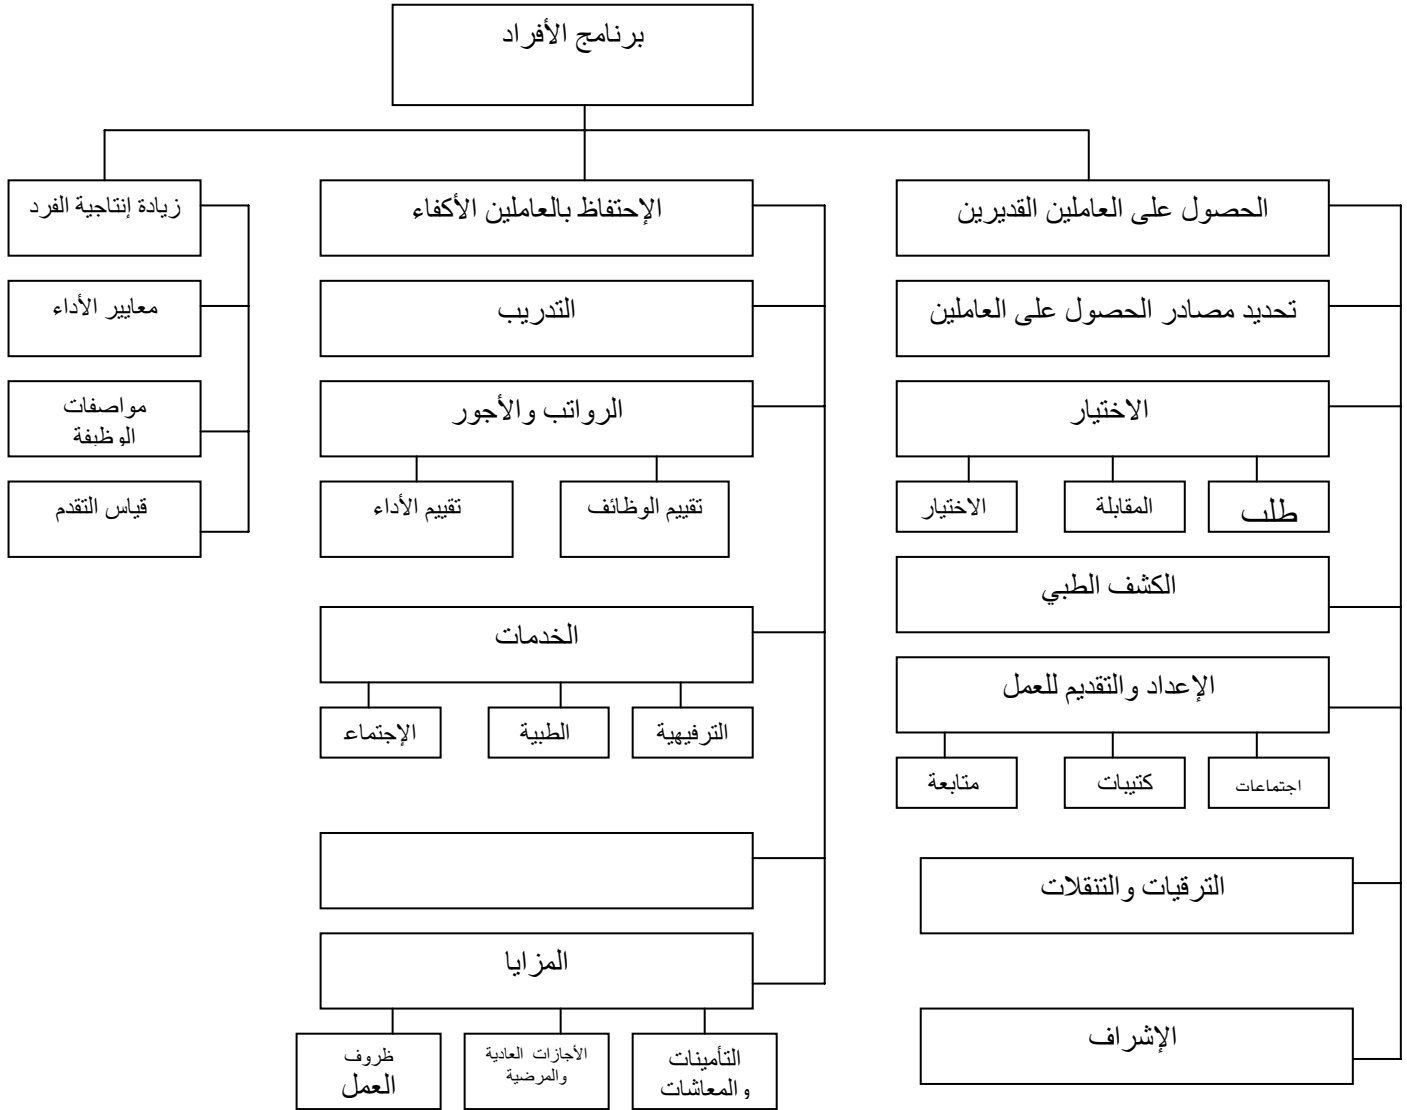 برنامج الأفراد
الحصول على العاملين القديرين
الإحتفاظ بالعاملين الأكفاء
زيادة إنتاجية الفرد
تحديد مصادر الحصول على العاملين
التدريب
معايير الأداء
الاختيار
الرواتب والأجور
مواصفات
الوظيفة
طلب
المقابلة
الاختيار
تقييم الوظائف
تقييم الأداء
قياس التقدم
الكشف الطبي
الخدمات
الإعداد والتقديم للعمل
الترفيهية
الطبية
الإجتماع
اجتماعات
كتيبات
متابعة
الترقيات والتنقلات
المزايا
الإشراف
التأمينات
والمعاشات
الأجازات العادية
والمرضية
ظروف
العمل